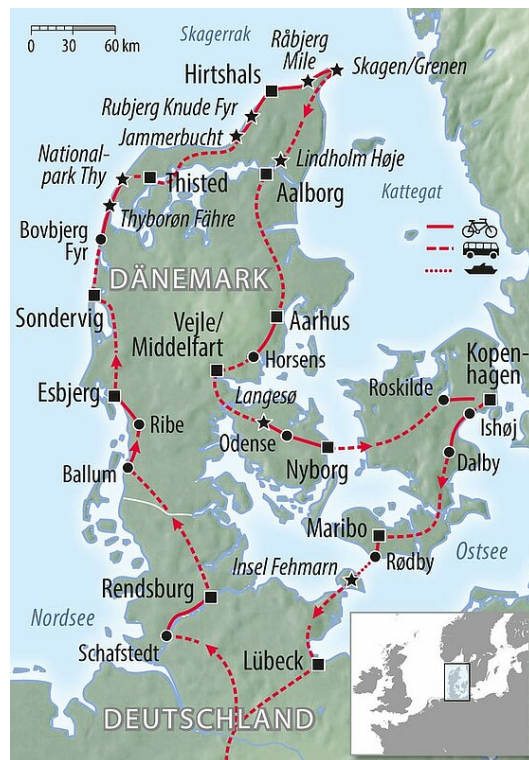 0 30 60 km
Skagerrak
Råbjerg
Mile
Skagen/Grenen
Hirtshals
Rubjerg Knude Fyr
Jammerbucht
Lindholm Høje
National-
park Thy
Thisted
Aalborg
Kattegat
Thyborøn Fähre
Bovbjerg
Fyr
DÄNEMARK
Sondervig
Vejle/
Middelfart
Aarhus
Horsens
Kopen-
hagen
Esbjerg
Langesø
Roskilde
Ribe
Odense
Ishøj
Nyborg
Dalby
Ballum
Maribo
Ostsee
Insel Fehmarn
Rødby
Rendsburg
Nordsee
Schafstedt
Lübeck
DEUTSCHLAND